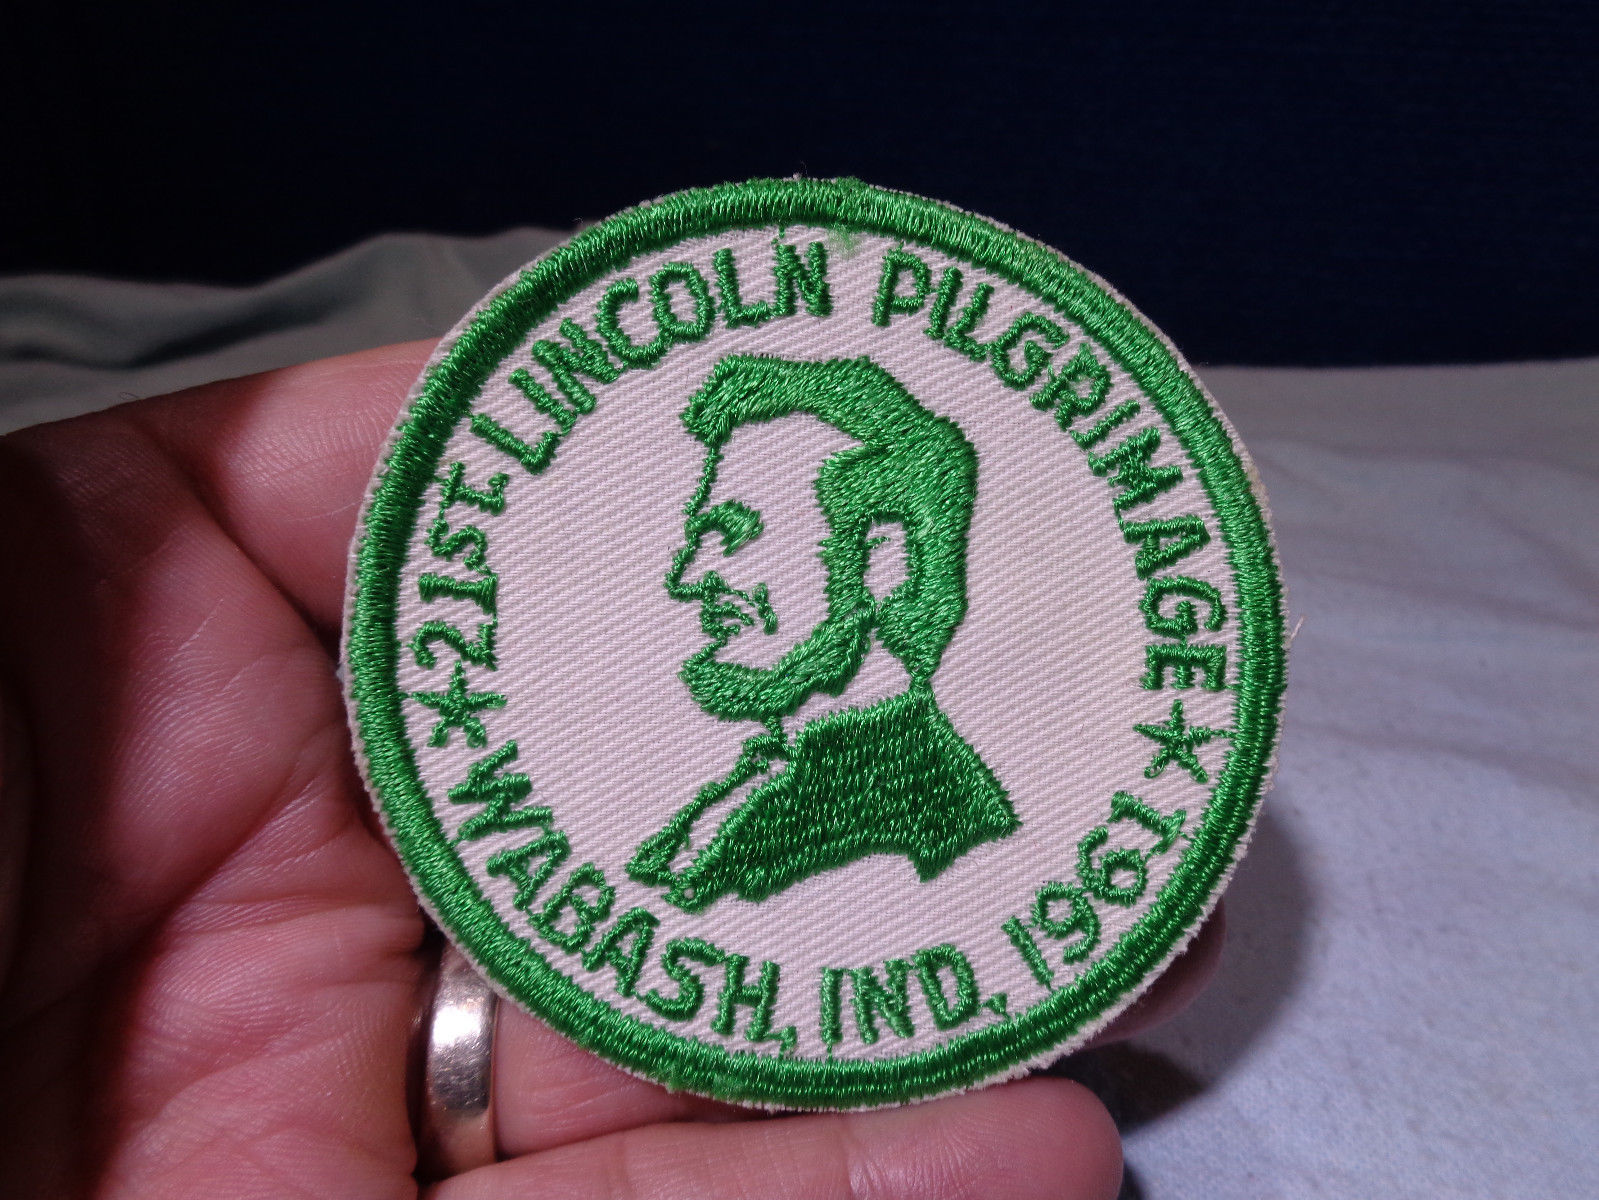 21ST LINCOLN PILGRIMAGE
WABASH, IND, 1961